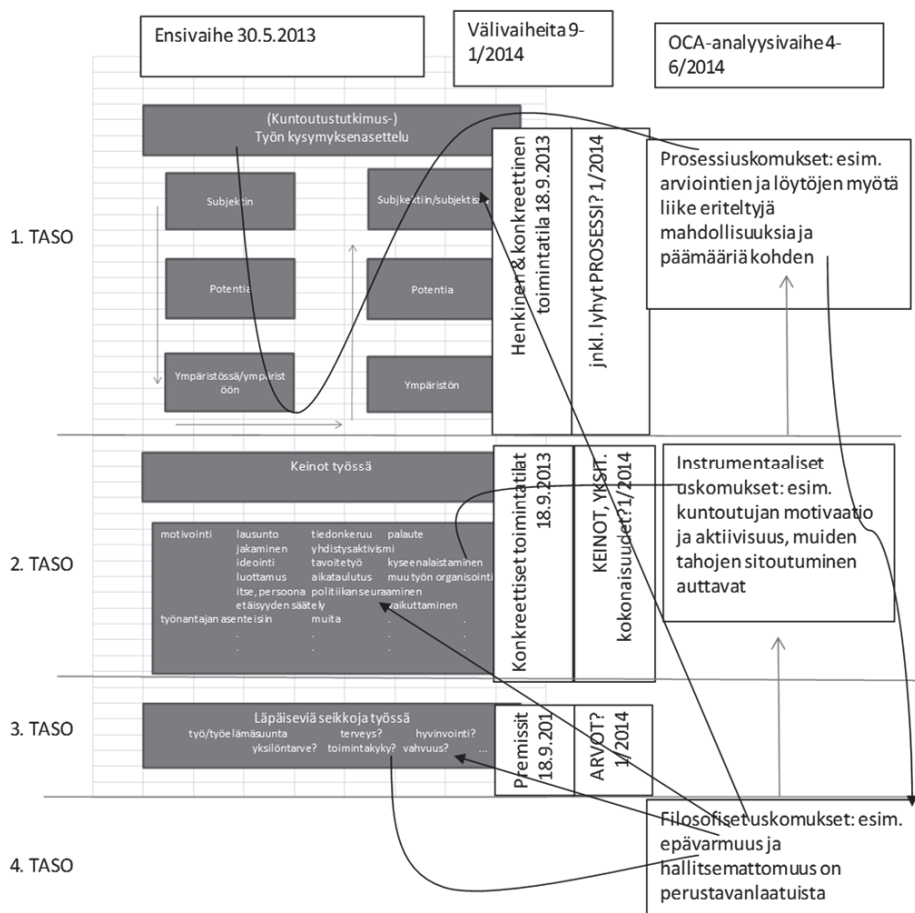 Ensivaihe 30.5.2013
Välivaiheita 9-
1/2014
OCA-analyysivaihe 4-
6/2014
(Kuntoutustutkimus-)
Työn kysymyksenasettelu
1. TASO
Subjektin
Subjkektiin/subjektis
Potentia
Potentia
Ympäristössä/ympärist
öön
Ympäristön
Henkinen & konkreettinen
toimintatila 18.9.2013
jnkl. lyhyt PROSESSI? 1/2014
Prosessiuskomukset: esim.
arviointien ja löytöjen myötä
liike eriteltyjä
mahdollisuuksia ja
päämääriä kohden
2. TASO
Keinot työssä
motivointi lausunto tiedonkeruu palaute
jakaminen yhdistysaktivismi
ideointi tavoitetyö kyseenalaistaminen
luottamus aikataulutus muu työn organisointi
itse, persoona politiikan seuraaminen
etäisyyden säätely vaikuttaminen
työnantajan asenteisiin muita . .
. . . .
. . . .
Konkreettiset toimintatilat
18.9.2013
KEINOT, YKSIT.
kokonaisuudet? 1/2014
Instrumentaaliset
uskomukset: esim.
kuntoutujan motivaatio
ja aktiivisuus, muiden
tahojen sitoutuminen
auttavat
3. TASO
Läpäiseviä seikkoja työssä
työ/työelämäsuunta terveys? hyvinvointi?
yksilöntarve? toimintakyky? vahvuus? ...
Premissit
18.9.201
ARVOT?
1/2014
4. TASO
Filosofiset uskomukset: esim.
epävarmuus ja
hallitsemattomuus on
perustavanlaatuista